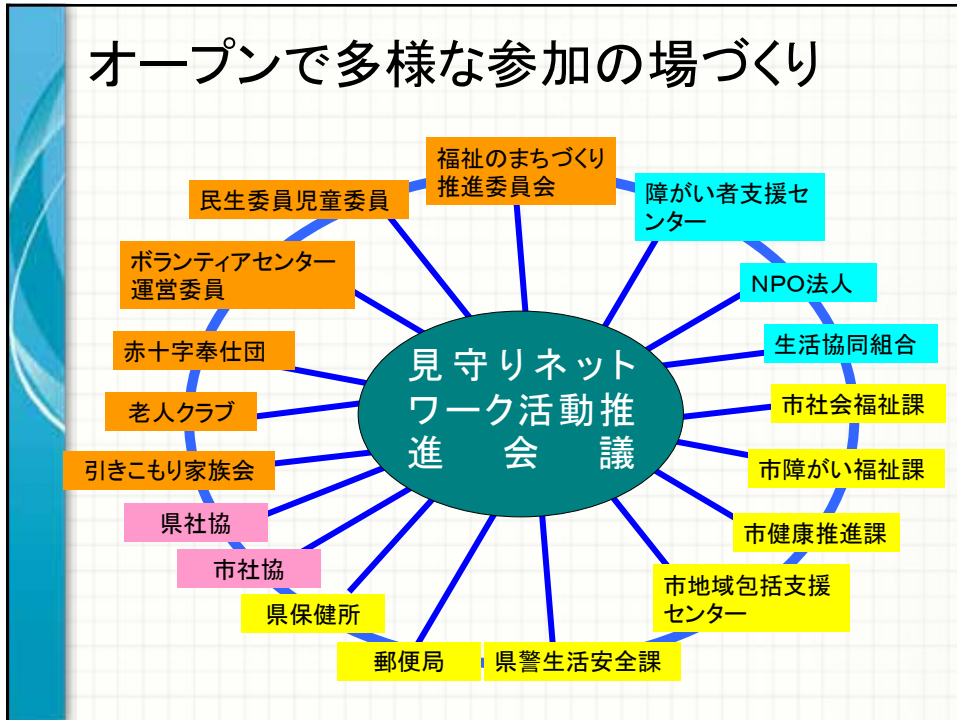 オープンで多様な参加の場づくり
福祉のまちづくり
推進委員会
民生委員児童委員
障がい者支援セ
ンター
ボランティアセンター
運営委員
NPO法人
赤十字奉仕団
生活協同組合
見守りネット
ワーク活動推
進会議
老人クラブ
市社会福祉課
引きこもり家族会
市障がい福祉課
県社協
市健康推進課
市社協
市地域包括支援
センター
県保健所
郵便局
県警生活安全課